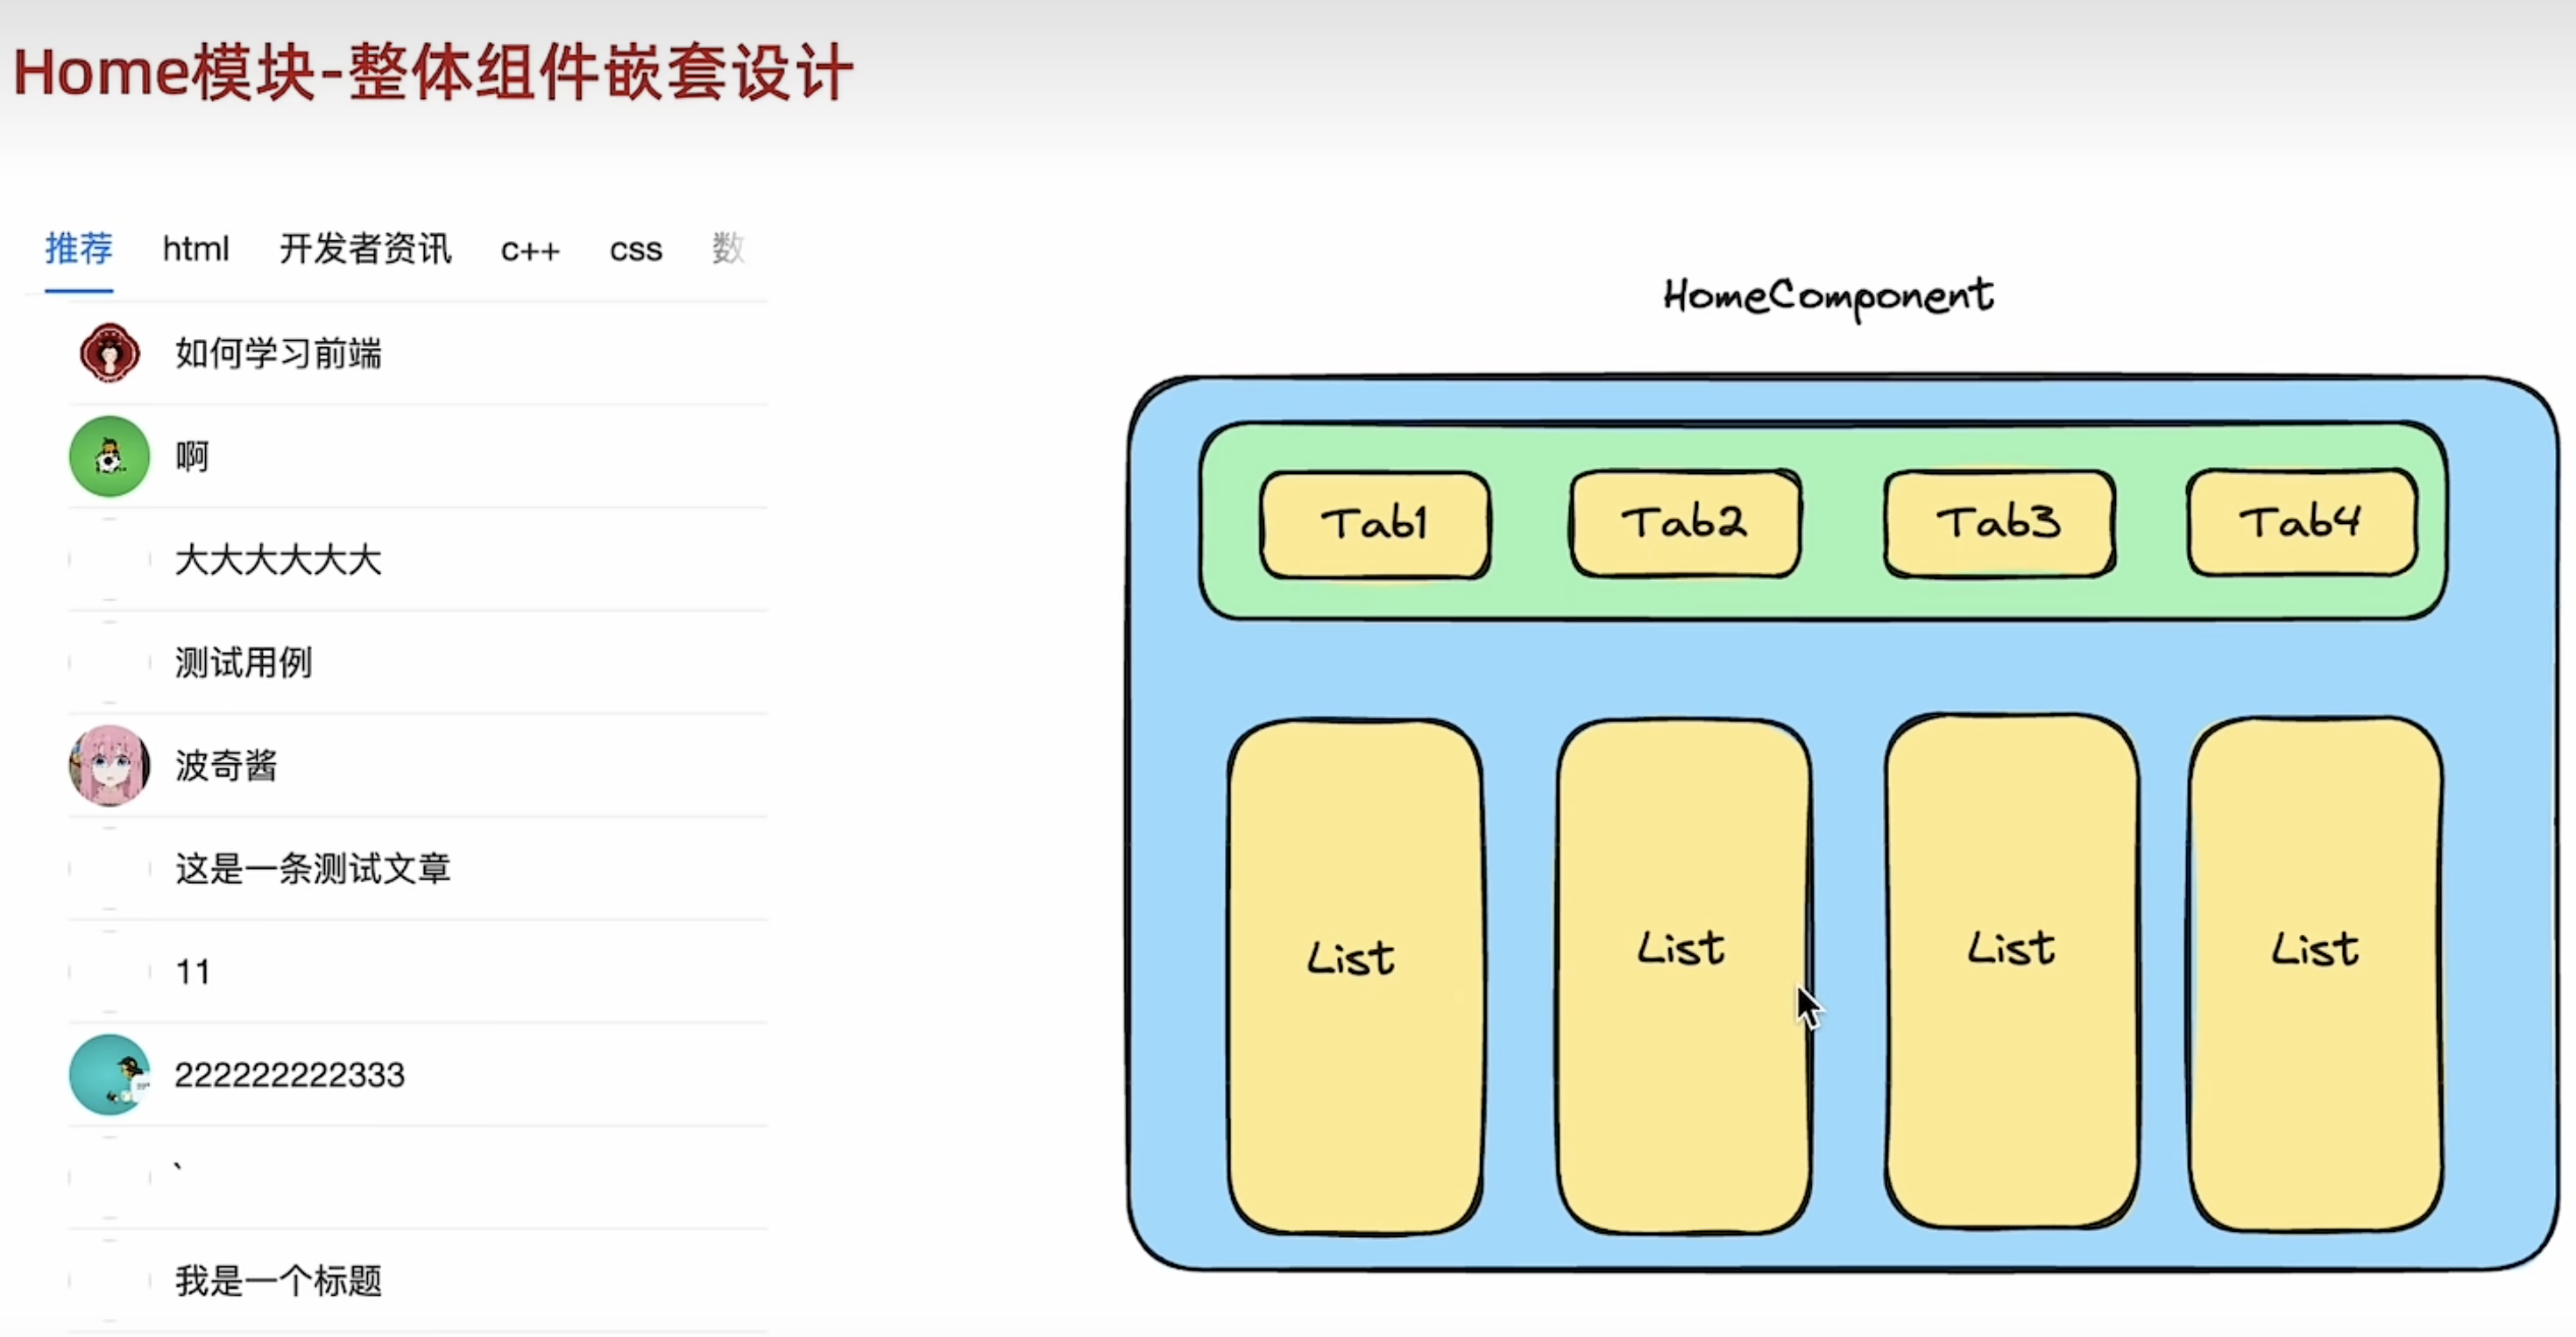 Home模块-整体组件嵌套设计
推荐 html 开发者资讯 c++ css 数
如何学习前端
啊
大大大大大大
测试用例
波奇酱
这是一条测试文章
11
222222222333
`
我是一个标题
HomeComponent
Tab1 Tab2 Tab3 Tab4
List List List List